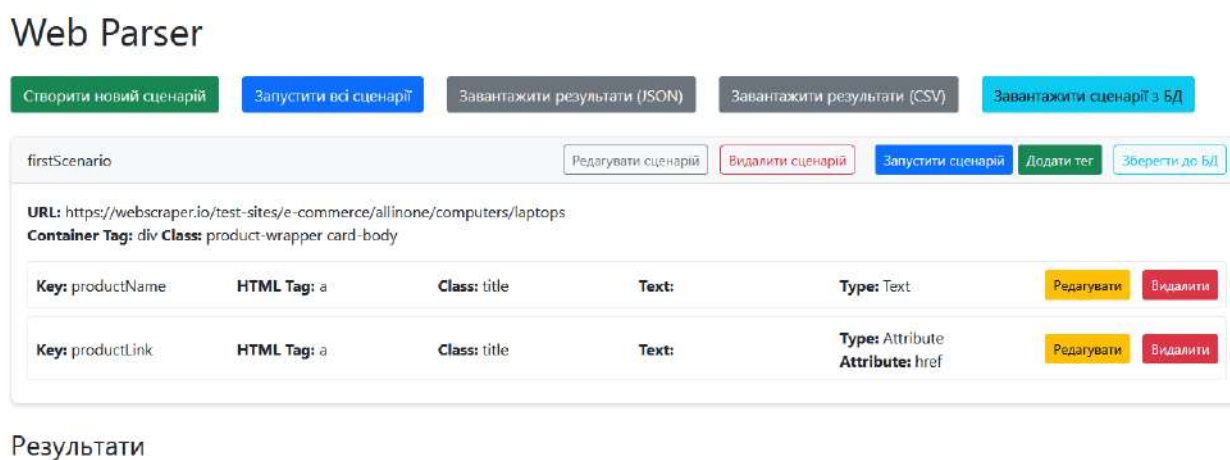 Web Parser
Створити новий сценарій Запустити всі сценарії Завантажити результати (JSON) Завантажити результати (CSV) Завантажити сценарії з БД
firstScenario Редагувати сценарій Видалити сценарій Запустити сценарій Додати тег Зберегти до БД
URL: https://webscraper.io/test-sites/e-commerce/allinone/computers/laptops
Container Tag: div Class: product-wrapper card-body
Key: productName HTML Tag: a Class: title Text: Type: Text Редагувати Видалити
Key: productLink HTML Tag: a Class: title Text: Type: Attribute Редагувати Видалити
Attribute: href
Результати